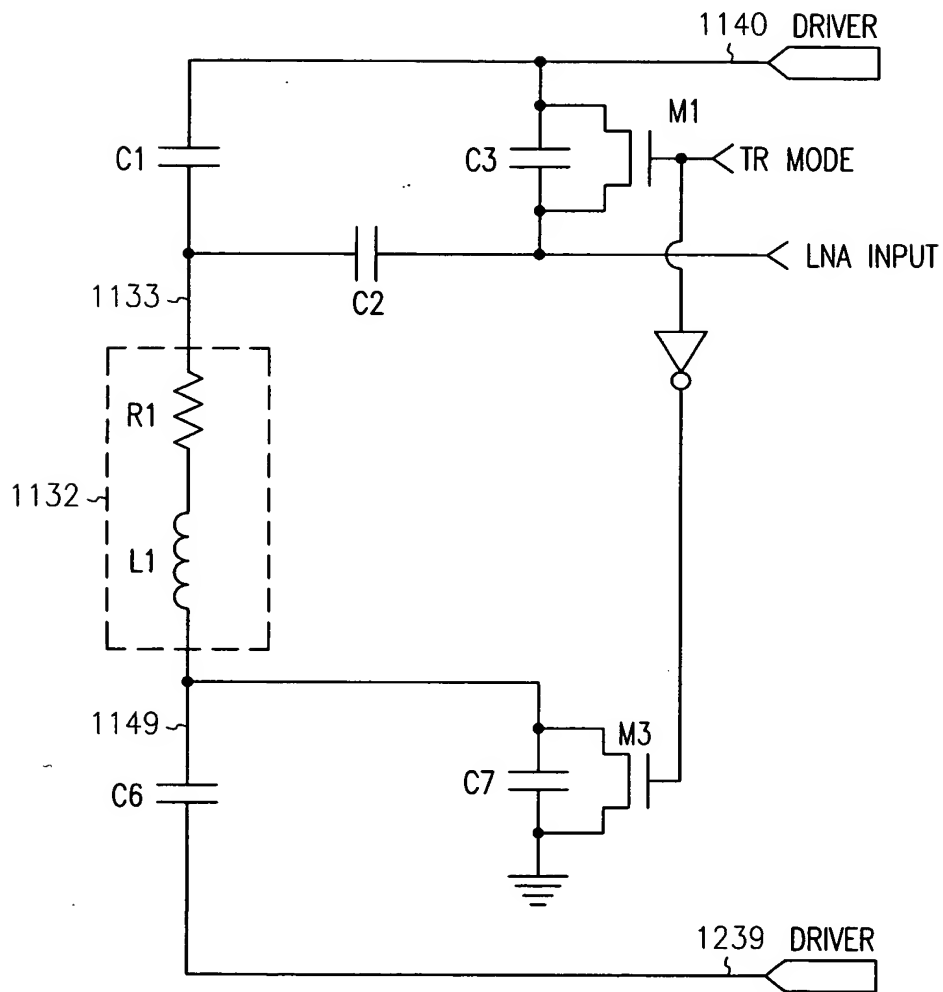 1140 DRIVER
M1
C1
C3
TR MODE
LNA INPUT
C2
1133
R1
1132
L1
1149
M3
C6
C7
1239 DRIVER